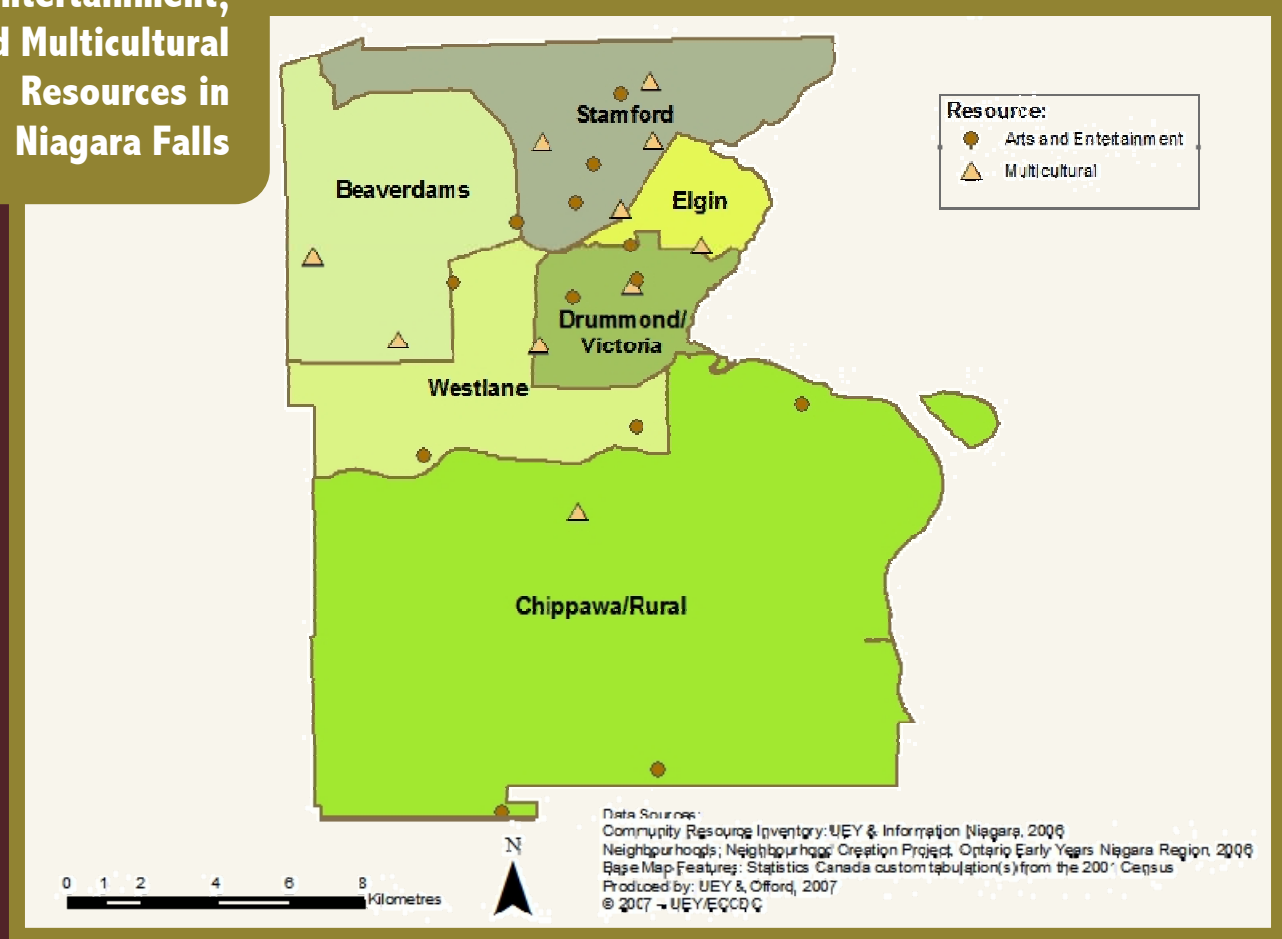 ntertainment,
d Multicultural
Resources in
Niagara Falls
Resource:
Arts and Entertainment
Multicultural
Stamford
Beaverdams
Elgin
Drummond/
Victoria
Westlane
Chippawa/Rural
Data Sources:
Community Resource Inventory: UEY & Information Niagara, 2006
Neighbourhoods; Neighbourhood Creation Project, Ontario Early Years Niagara Region, 2006
Base Map Features: Statistics Canada custom tabulation(s) from the 2001 Census
Produced by: UEY & Offord, 2007
© 2007 - UEY/ECCDC
N
0 1 2 4 6 8
Kilometres